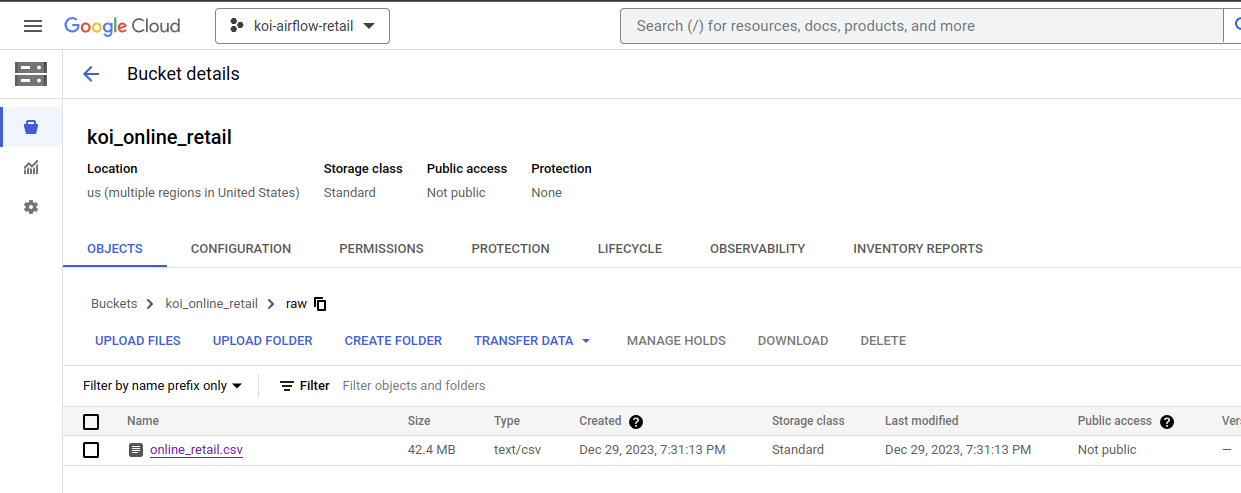 Google Cloud koi-airflow-retail Search (/) for resources, docs, products, and more
Bucket details
koi_online_retail
Location Storage class Public access Protection
us (multiple regions in United States) Standard Not public None
OBJECTS CONFIGURATION PERMISSIONS PROTECTION LIFECYCLE OBSERVABILITY INVENTORY REPORTS
Buckets > koi_online_retail > raw
UPLOAD FILES UPLOAD FOLDER CREATE FOLDER TRANSFER DATA MANAGE HOLDS DOWNLOAD DELETE
Filter by name prefix only Filter Filter objects and folders
Name Size Type Created Storage class Last modified Public access Vers
online_retail.csv 42.4 MB text/csv Dec 29, 2023, 7:31:13 PM Standard Dec 29, 2023, 7:31:13 PM Not public —